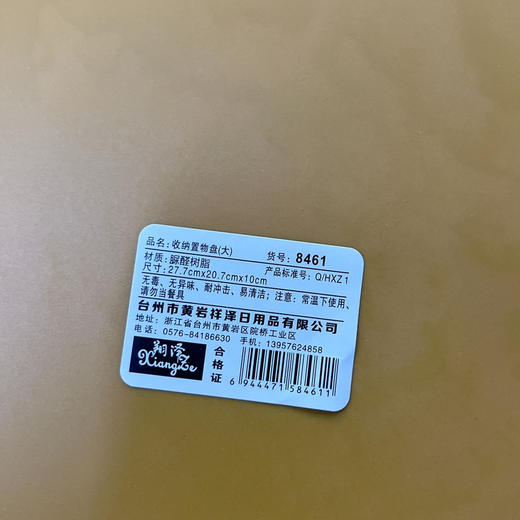 品名：收纳置物盘(大) 货号：8461
材质：脲醛树脂 产品标准号：Q/HXZ 1
尺寸：27.7cmx20.7cmx10cm
无毒、无异味、耐冲击、易清洁；注意：常温下使用、
请勿当餐具
台州市黄岩祥泽日用品有限公司
地址：浙江省台州市黄岩区院桥工业区
电话：0576-84186630 手机：13957624858
翔泽
XiangZe
合格证
6 944471 584611